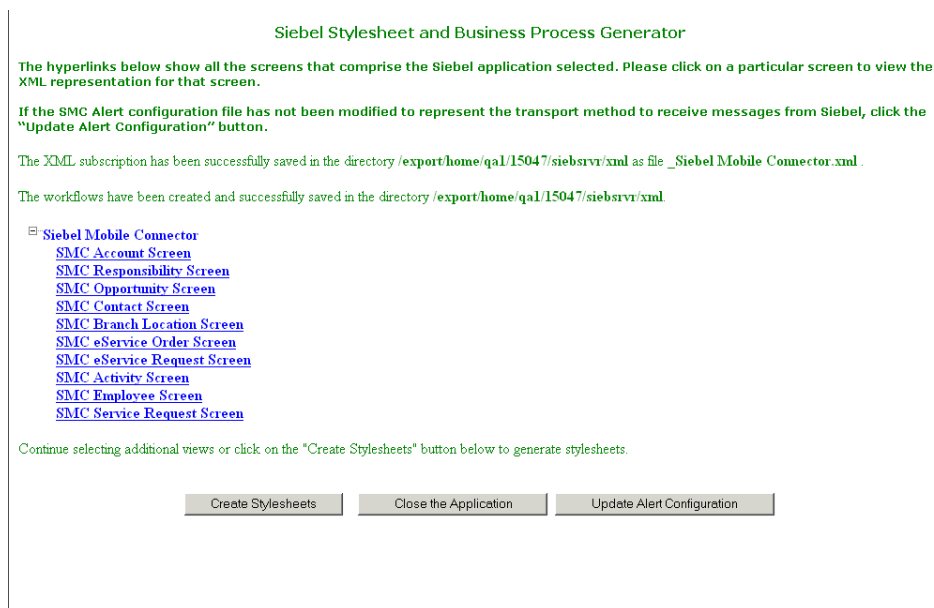 Siebel Stylesheet and Business Process Generator
The hyperlinks below show all the screens that comprise the Siebel application selected. Please click on a particular screen to view the
XML representation for that screen.
If the SMC Alert configuration file has not been modified to represent the transport method to receive messages from Siebel, click the
“Update Alert Configuration” button.
The XML subscription has been successfully saved in the directory /export/home/qa1/15047/siebsrvr/xml as file _Siebel Mobile Connector.xml .
The workflows have been created and successfully saved in the directory /export/home/qa1/15047/siebsrvr/xml.
Siebel Mobile Connector
SMC Account Screen
SMC Responsibility Screen
SMC Opportunity Screen
SMC Contact Screen
SMC Branch Location Screen
SMC eService Order Screen
SMC eService Request Screen
SMC Activity Screen
SMC Employee Screen
SMC Service Request Screen
Continue selecting additional views or click on the "Create Stylesheets" button below to generate stylesheets.
Create Stylesheets Close the Application Update Alert Configuration